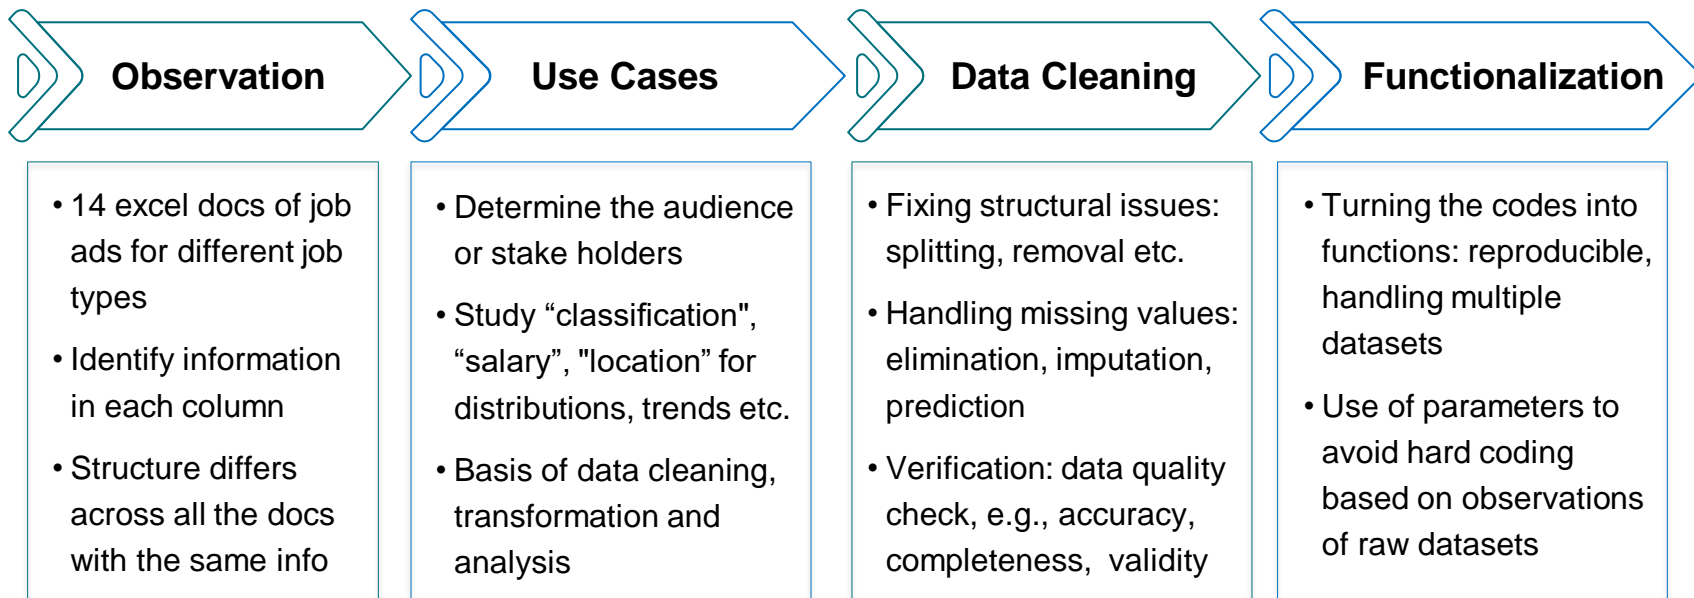 Observation
Use Cases
Data Cleaning
Functionalization
• 14 excel docs of job
ads for different job
types
• Identify information
in each column
• Structure differs
across all the docs
with the same info
• Determine the audience
or stake holders
• Study “classification",
“salary”, "location” for
distributions, trends etc.
• Basis of data cleaning,
transformation and
analysis
• Fixing structural issues:
splitting, removal etc.
• Handling missing values:
elimination, imputation,
prediction
• Verification: data quality
check, e.g., accuracy,
completeness,  validity
• Turning the codes into
functions: reproducible,
handling multiple
datasets
• Use of parameters to
avoid hard coding
based on observations
of raw datasets